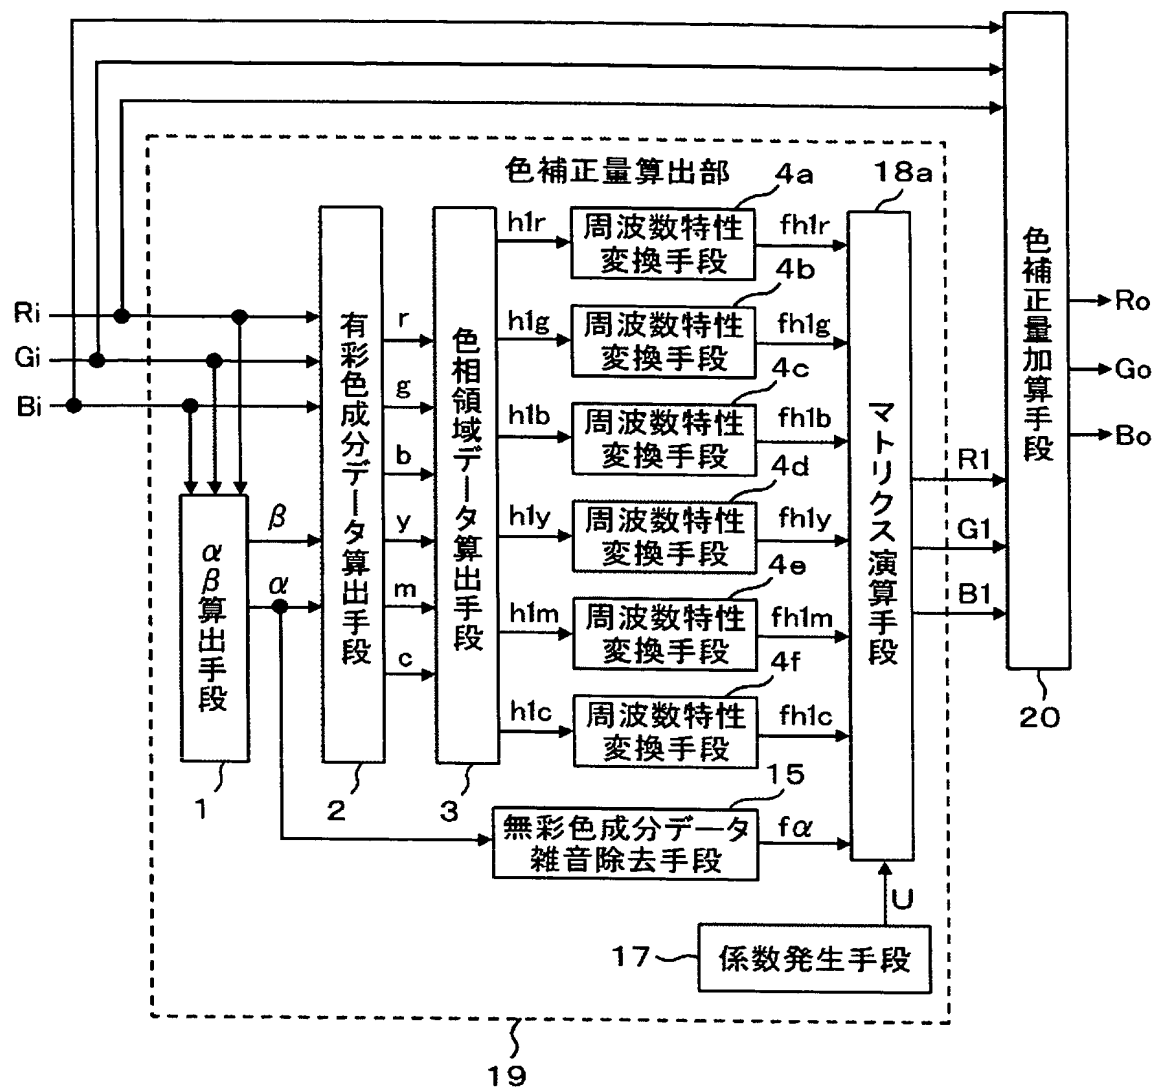 色補正量算出部
4a
18a
h1r
周波数特性
変換手段
fh1r
4b
Ri
r
h1g
周波数特性
変換手段
fh1g
Ro
Gi
4c
Go
Bi
g
h1b
周波数特性
変換手段
fh1b
Bo
b
4d
R1
β
y
h1y
周波数特性
変換手段
fh1y
G1
4e
α
m
h1m
周波数特性
変換手段
fh1m
B1
4f
c
h1c
周波数特性
変換手段
fh1c
αβ算出手段
有彩色成分データ算出手段
色相領域データ算出手段
マトリクス演算手段
色補正量加算手段
20
1
2
3
15
無彩色成分データ
雑音除去手段
fα
U
17
係数発生手段
19